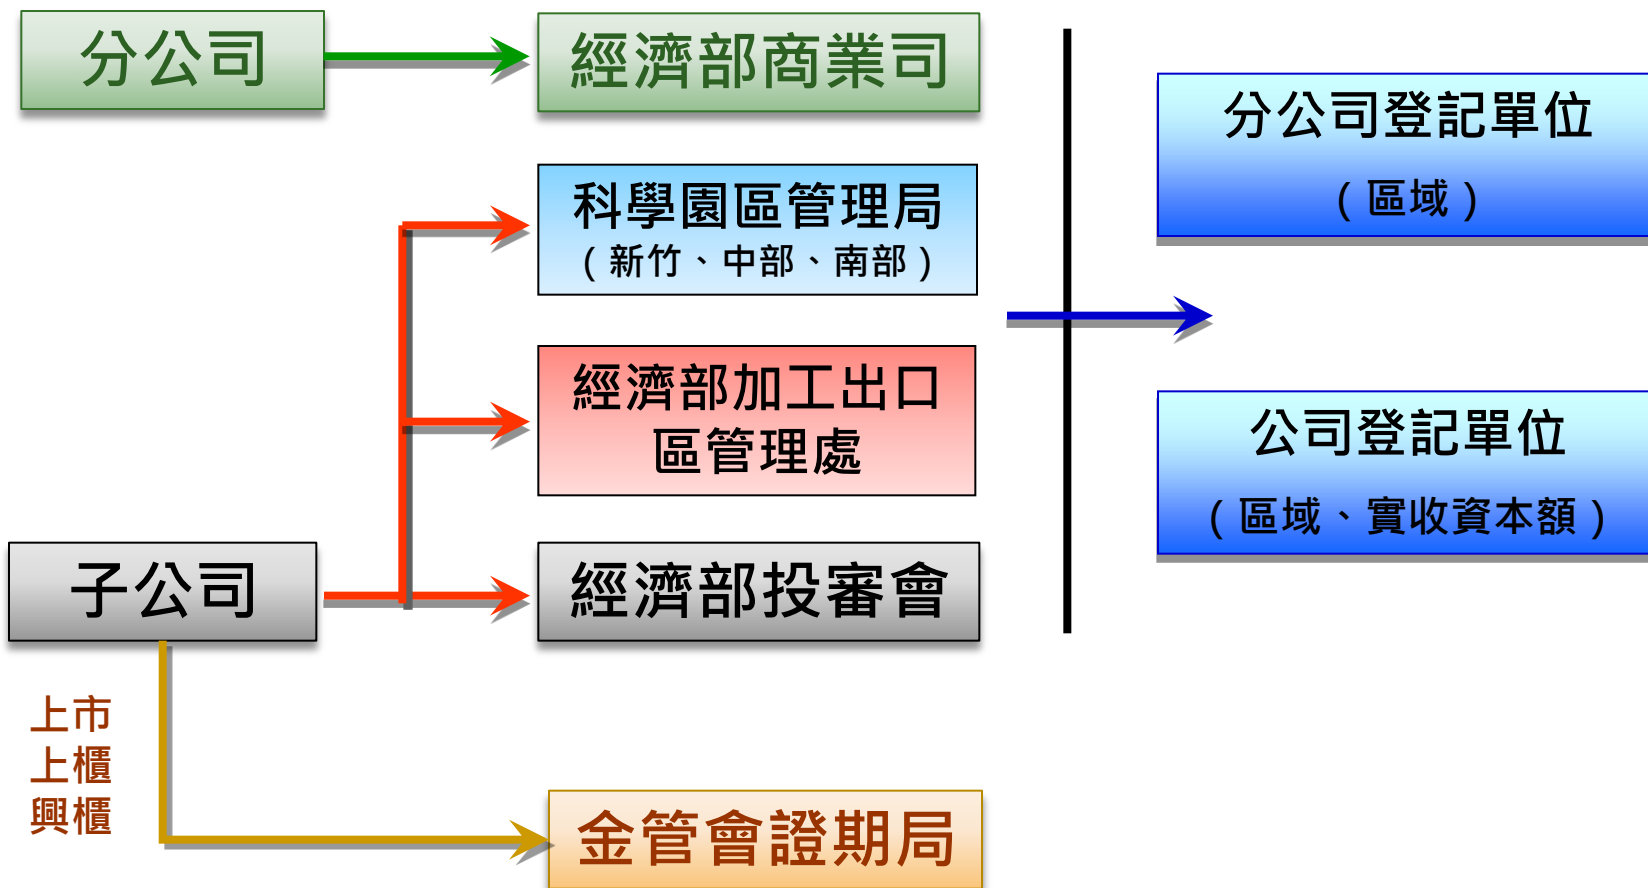 分公司
經濟部商業司
分公司登記單位
（區域）
科學園區管理局
（新竹、中部、南部）
經濟部加工出口
區管理處
公司登記單位
（區域、實收資本額）
子公司
經濟部投審會
上市
上櫃
興櫃
金管會證期局